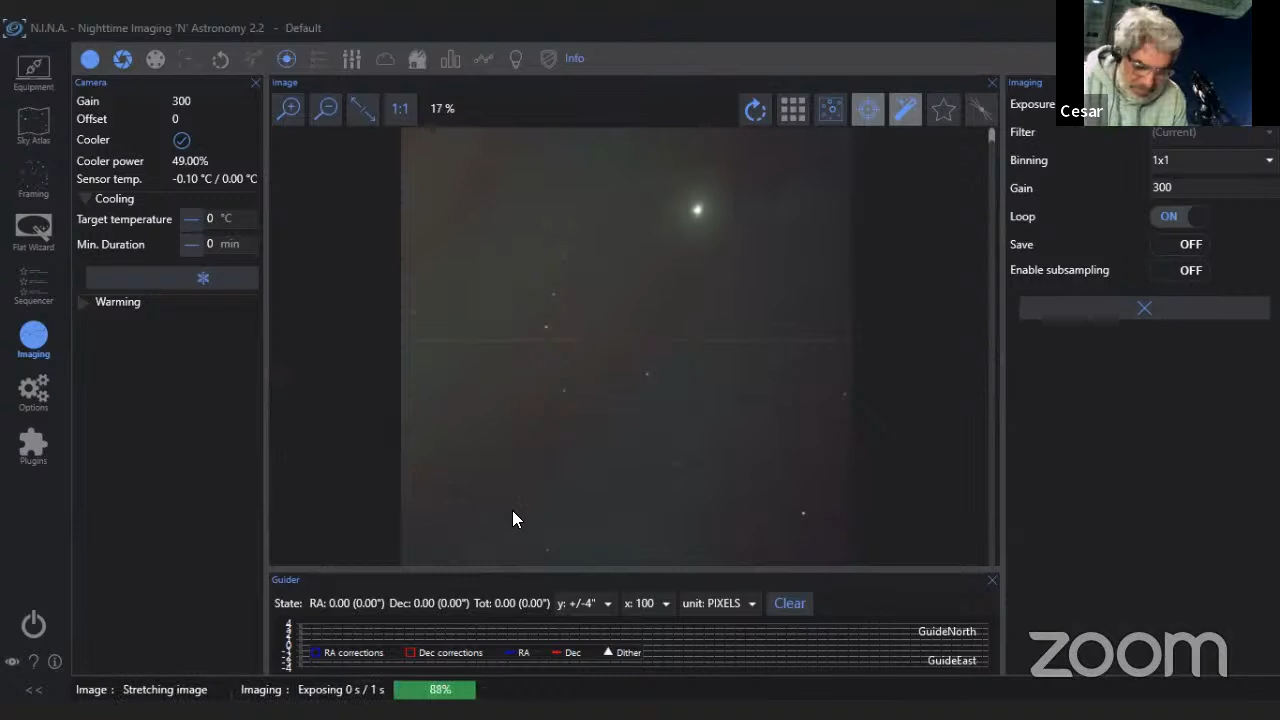 N.I.N.A. - Nighttime Imaging 'N' Astronomy 2.2 - Default
Info
Equipment
Sky Atlas
Framing
Flat Wizard
Sequencer
Imaging
Options
Plugins
<<
Camera
Gain 300
Offset 0
Cooler
Cooler power 49.00%
Sensor temp. -0.10 °C / 0.00 °C
Cooling
Target temperature 0 °C
Min. Duration 0 min
Warming
Image
1:1 17 %
Guider
State: RA: 0.00 (0.00") Dec: 0.00 (0.00") Tot: 0.00 (0.00") y: +/-4" x: 100 unit: PIXELS Clear
GuideNorth
RA corrections Dec corrections RA Dec Dither
GuideEast
Imaging
Exposure
Filter (Current)
Binning 1x1
Gain 300
Loop ON
Save OFF
Enable subsampling OFF
Cesar
zoom
Image : Stretching image Imaging : Exposing 0 s / 1 s 88%